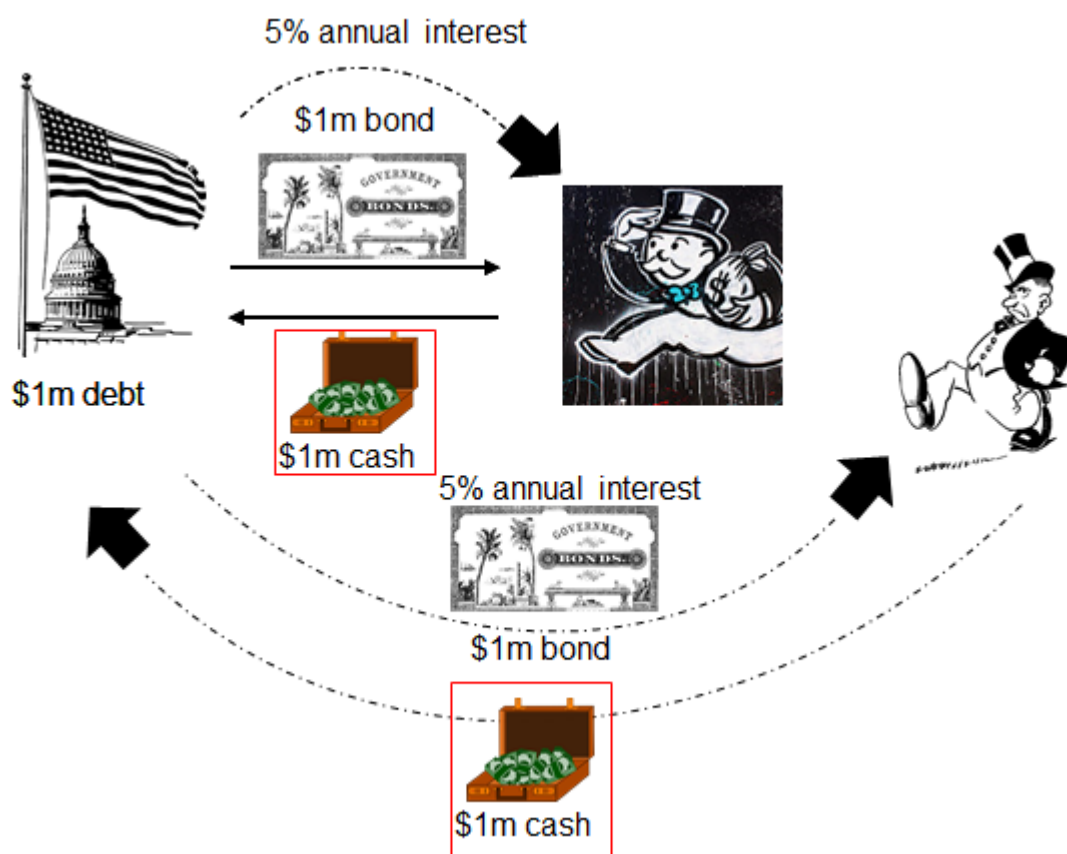 5% annual interest
$1m bond
GOVERNMENT
BONDS.
$
$1m debt
$1m cash
5% annual interest
GOVERNMENT
BONDS.
$1m bond
$1m cash